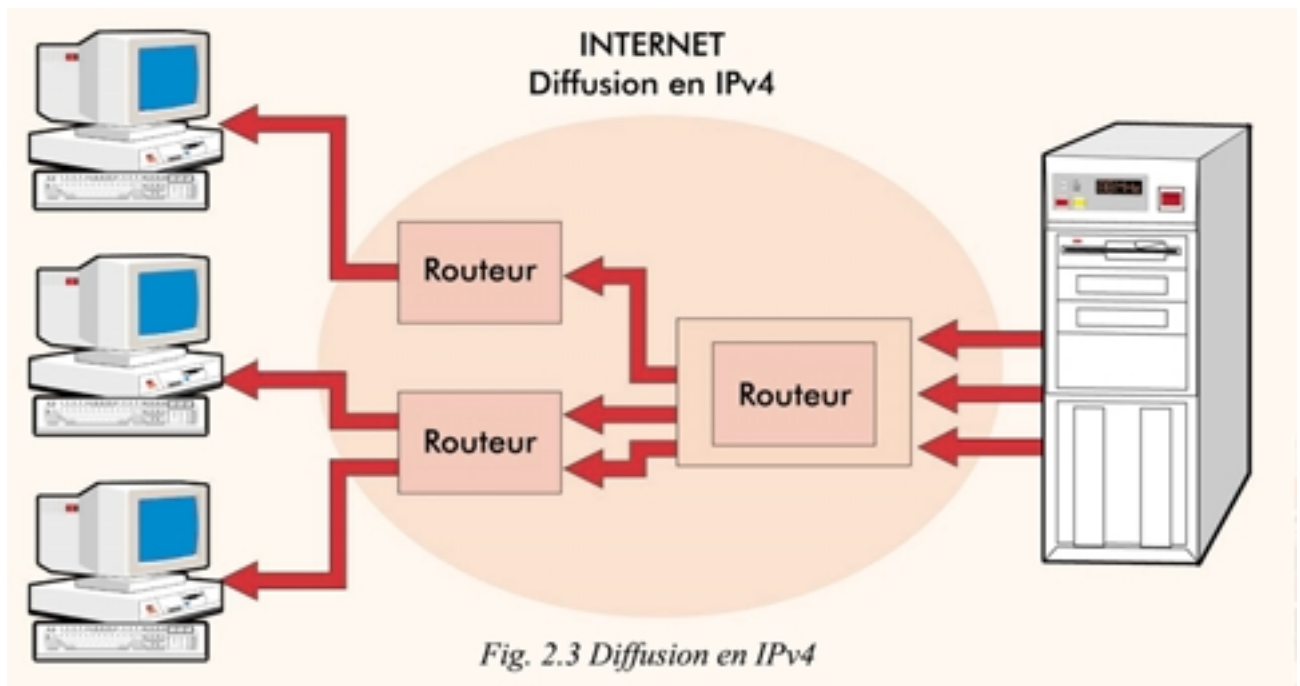 INTERNET
Diffusion en IPv4
Routeur
Routeur
Routeur
Fig. 2.3 Diffusion en IPv4